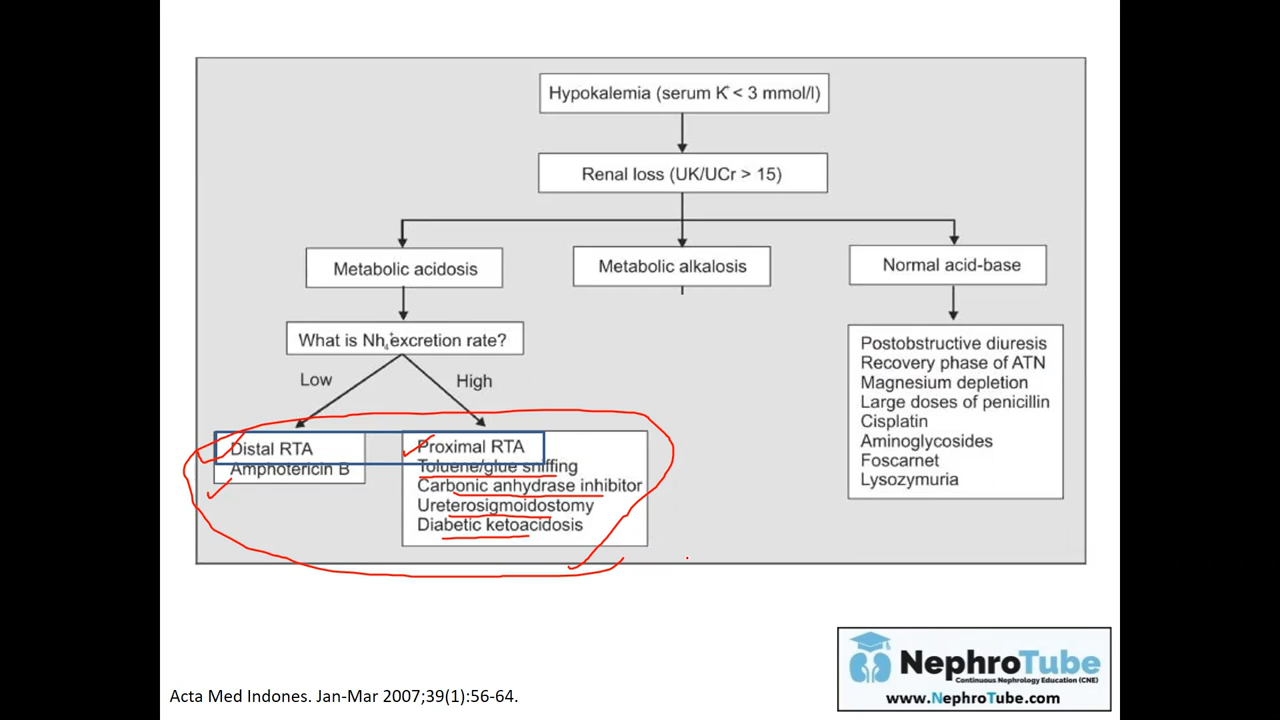 Hypokalemia (serum K⁺ < 3 mmol/l)
Renal loss (UK/UCr > 15)
Metabolic acidosis
Metabolic alkalosis
Normal acid-base
What is Nh₄⁺excretion rate?
Low
High
Distal RTA
Amphotericin B
Proximal RTA
Toluene/glue sniffing
Carbonic anhydrase inhibitor
Ureterosigmoidostomy
Diabetic ketoacidosis
Postobstructive diuresis
Recovery phase of ATN
Magnesium depletion
Large doses of penicillin
Cisplatin
Aminoglycosides
Foscarnet
Lysozymuria
NephroTube
Continuous Nephrology Education (CNE)
www.NephroTube.com
Acta Med Indones. Jan-Mar 2007;39(1):56-64.